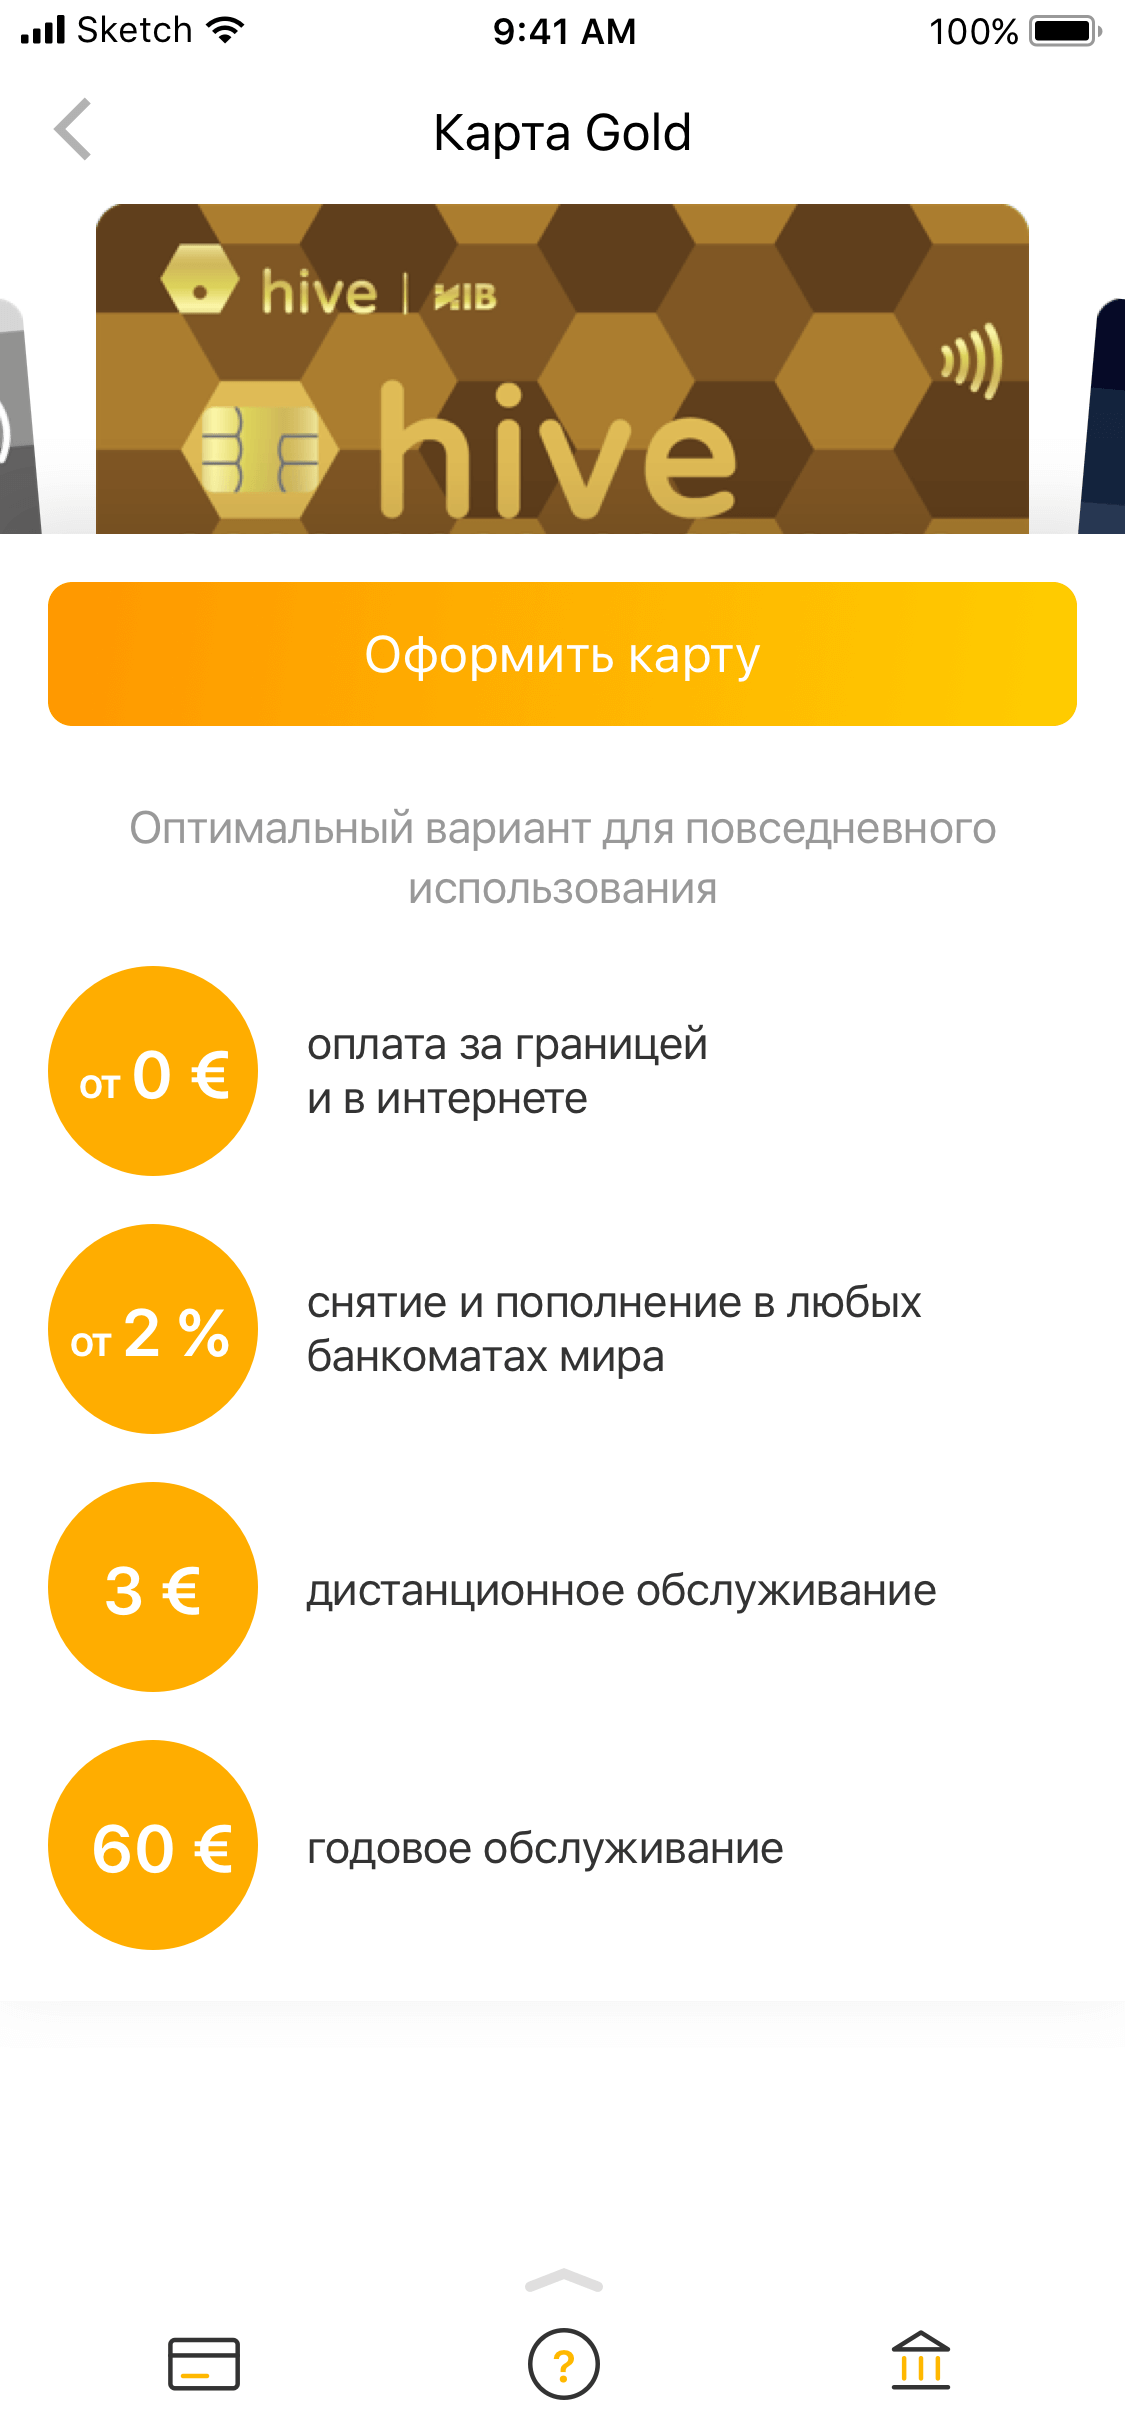 Sketch 9:41 AM 100%
Карта Gold
hive | HIB
hive
Оформить карту
Оптимальный вариант для повседневного
использования
от 0 €
оплата за границей
и в интернете
от 2 %
снятие и пополнение в любых
банкоматах мира
3 €
дистанционное обслуживание
60 €
годовое обслуживание
?